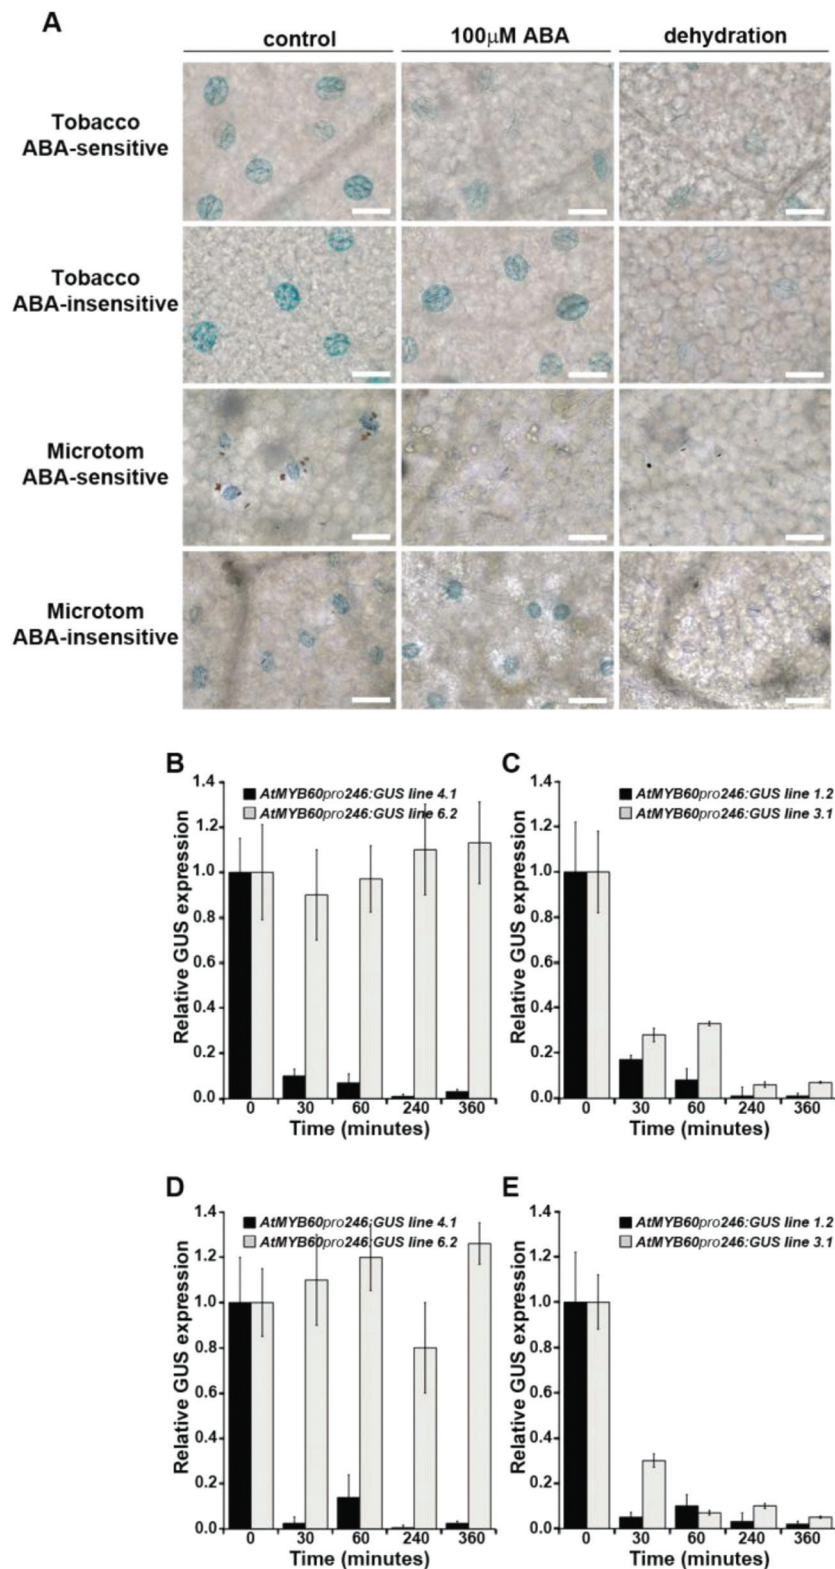 A
control
100μM ABA
dehydration
Tobacco
ABA-sensitive
Tobacco
ABA-insensitive
Microtom
ABA-sensitive
Microtom
ABA-insensitive
B
AtMYB60pro246:GUS line 4.1
AtMYB60pro246:GUS line 6.2
Relative GUS expression
1.4
1.2
1.0
0.8
0.6
0.4
0.2
0.0
0 30 60 240 360
Time (minutes)
C
AtMYB60pro246:GUS line 1.2
AtMYB60pro246:GUS line 3.1
Relative GUS expression
1.4
1.2
1.0
0.8
0.6
0.4
0.2
0.0
0 30 60 240 360
Time (minutes)
D
AtMYB60pro246:GUS line 4.1
AtMYB60pro246:GUS line 6.2
Relative GUS expression
1.4
1.2
1.0
0.8
0.6
0.4
0.2
0.0
0 30 60 240 360
Time (minutes)
E
AtMYB60pro246:GUS line 1.2
AtMYB60pro246:GUS line 3.1
Relative GUS expression
1.4
1.2
1.0
0.8
0.6
0.4
0.2
0.0
0 30 60 240 360
Time (minutes)